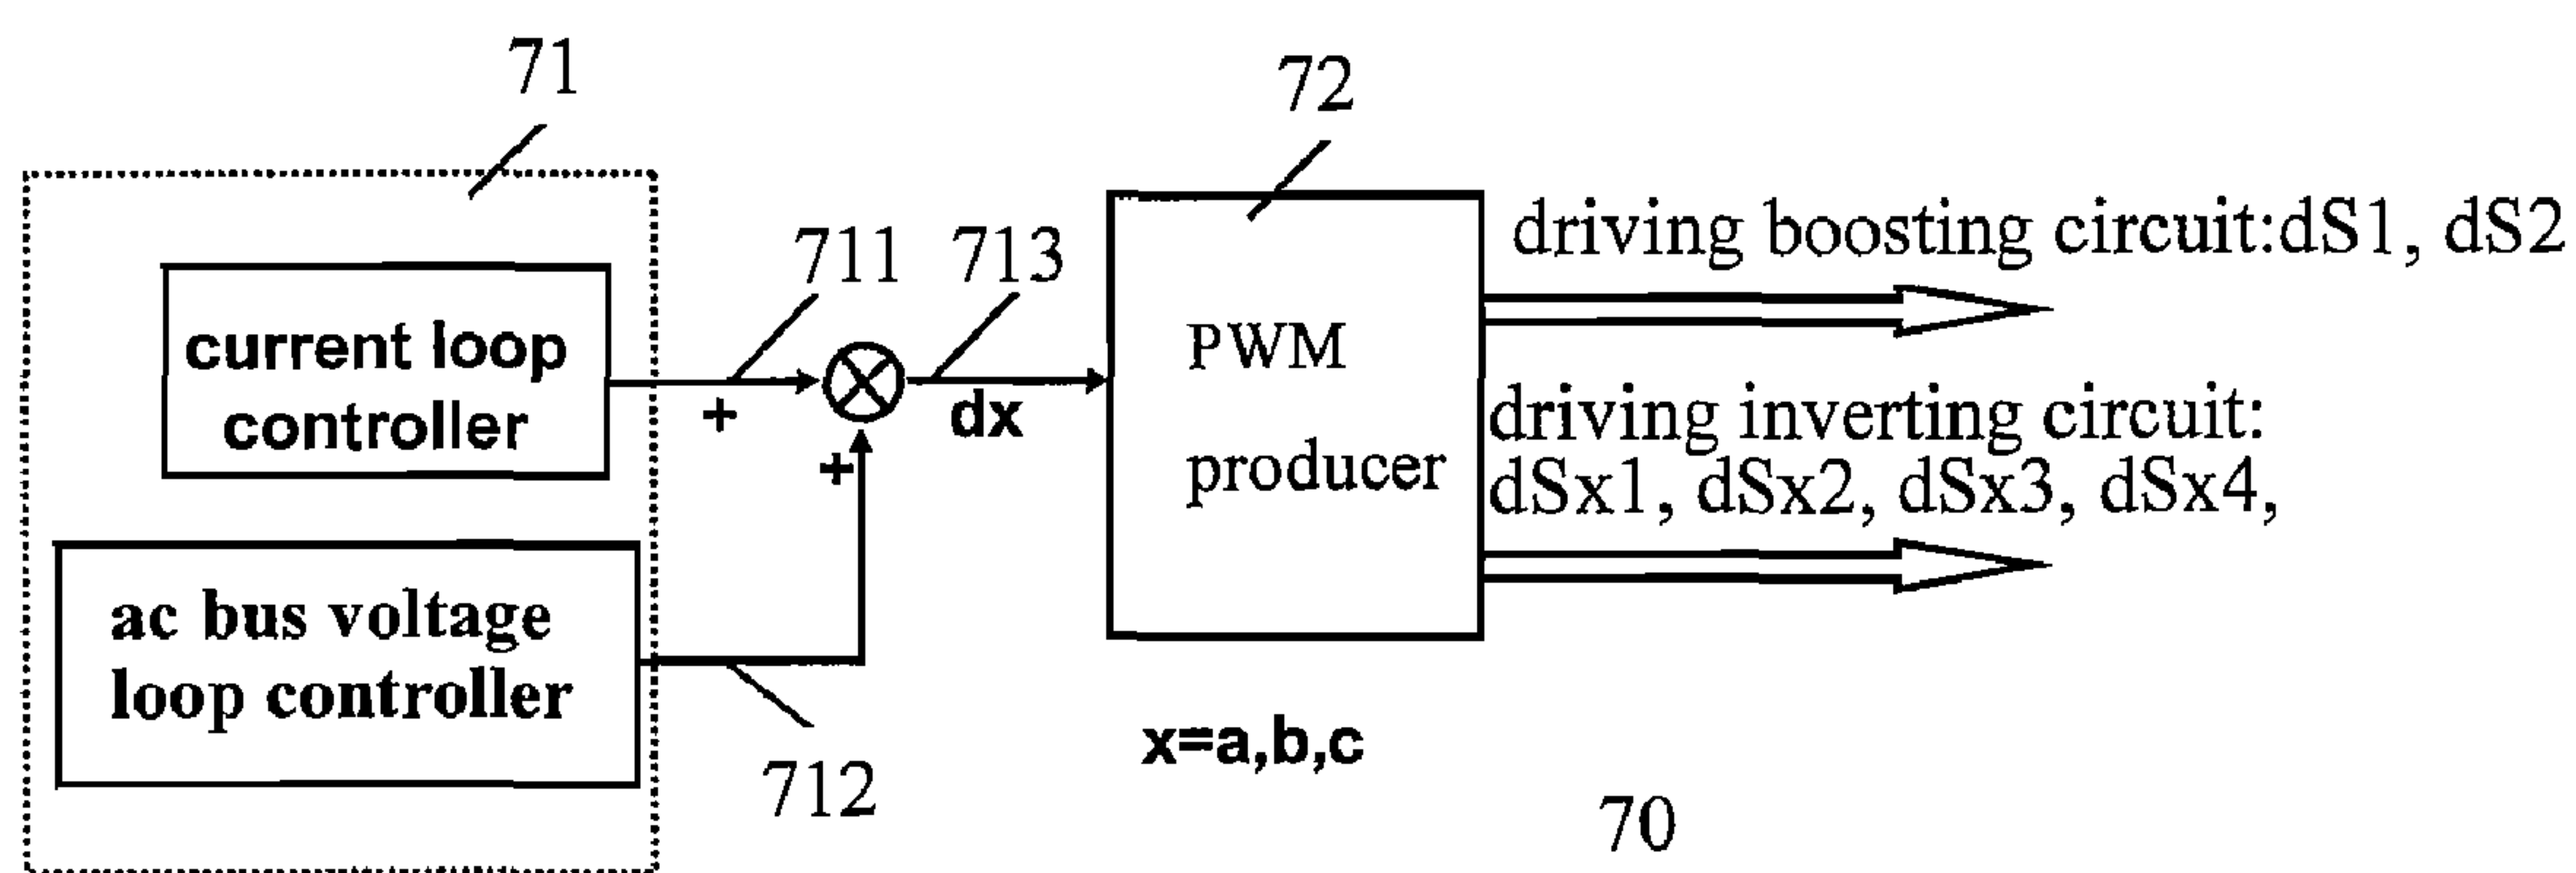 71
72
driving boosting circuit:dS1, dS2
711
713
current loop
controller
+
dx
PWM
producer
driving inverting circuit:
dSx1, dSx2, dSx3, dSx4,
+
ac bus voltage
loop controller
712
x=a,b,c
70